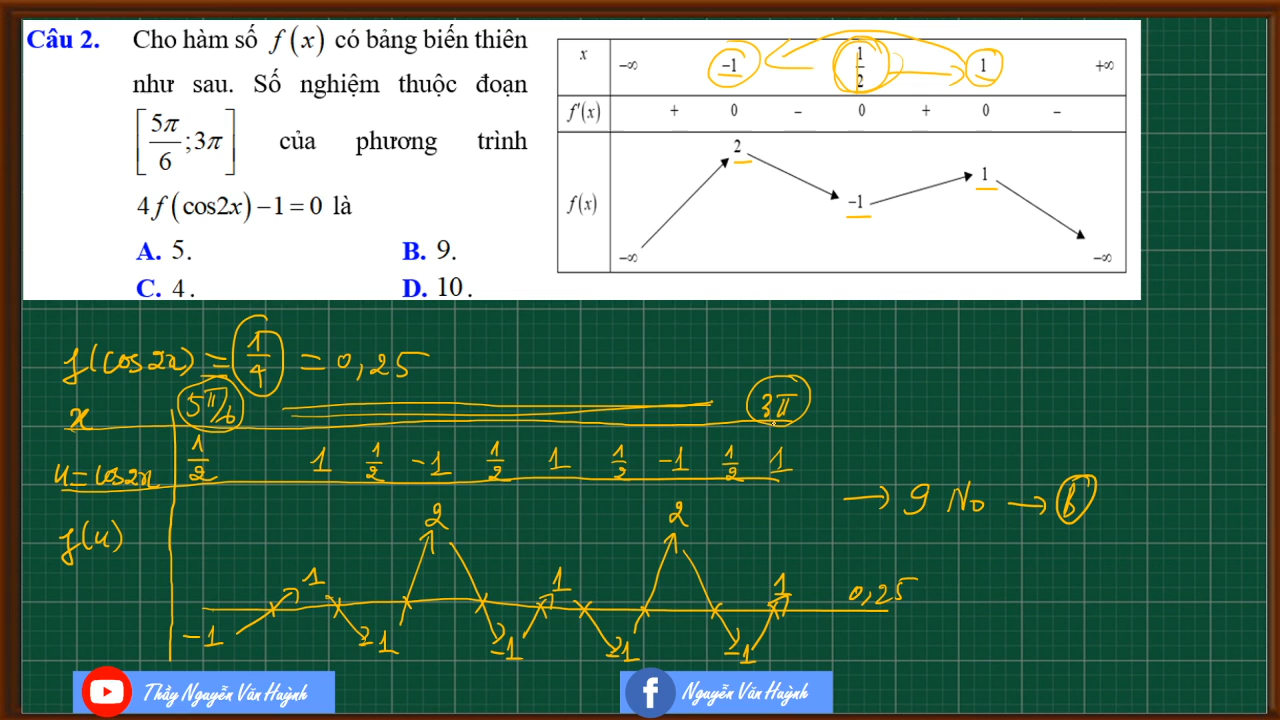 Câu 2. Cho hàm số f(x) có bảng biến thiên
như sau. Số nghiệm thuộc đoạn
[5π/6;3π] của phương trình
4f(cos2x)−1=0 là
A. 5. B. 9.
C. 4. D. 10.
x −∞ −1 1/2 1 +∞
f′(x) + 0 − 0 + 0 −
f(x) −∞ 2 −1 1 −∞
f(cos2x) = 1/4 = 0,25
x 5π/6 3π
u=cos2x 1/2 1 1/2 −1 1/2 1 1/2 −1 1/2 1
f(u) −1 1 −1 2 −1 1 −1 2 −1 1 0,25
→ 9 No → B
Thầy Nguyễn Văn Huỳnh
Nguyễn Văn Huỳnh